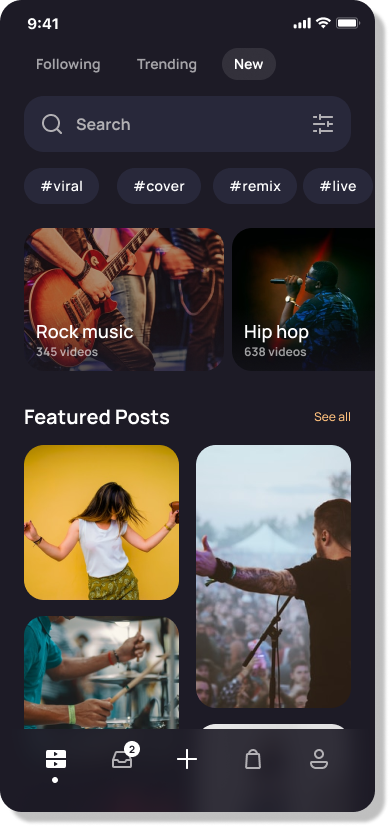 9:41
Following Trending New
Search
#viral #cover #remix #live
Rock music Hip hop
345 videos 638 videos
Featured Posts See all
2